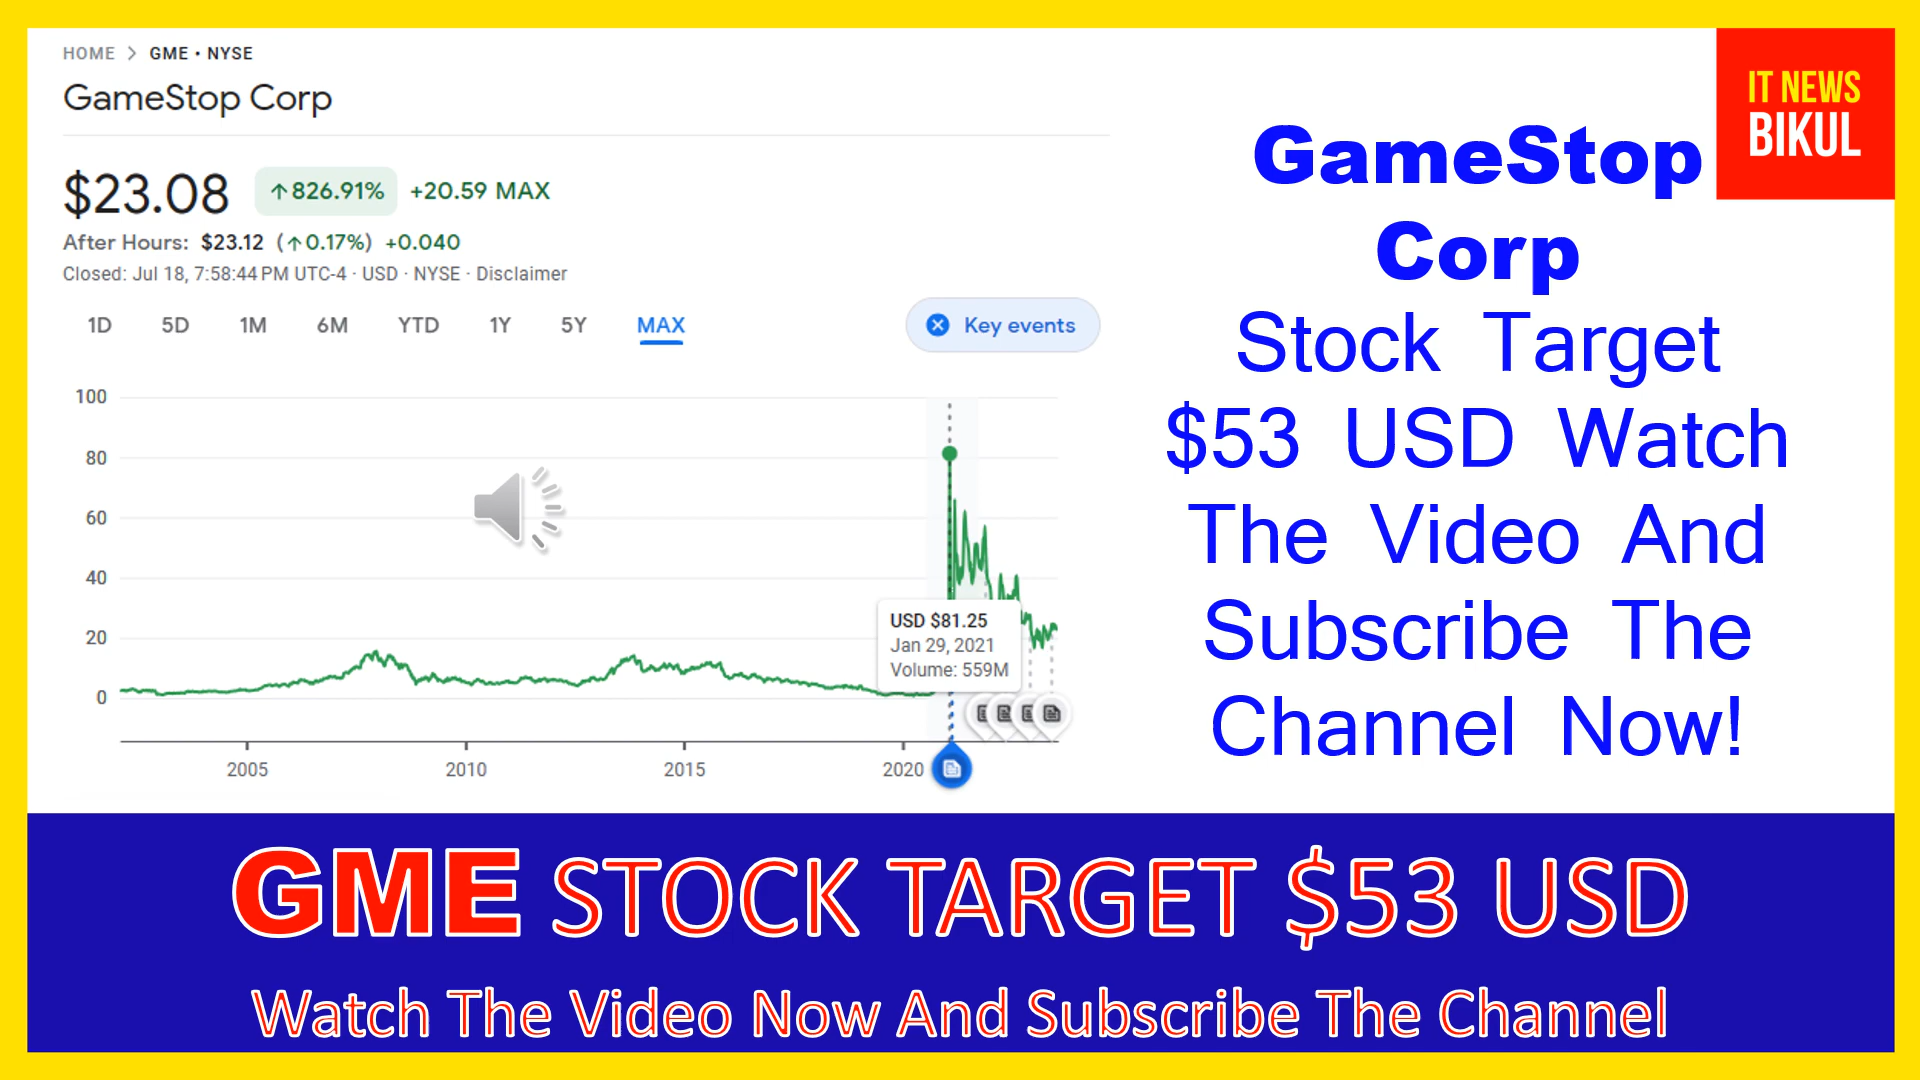 HOME > GME • NYSE
GameStop Corp
$23.08 ↑826.91% +20.59 MAX
After Hours: $23.12 (↑0.17%) +0.040
Closed: Jul 18, 7:58:44 PM UTC-4 · USD · NYSE · Disclaimer
1D 5D 1M 6M YTD 1Y 5Y MAX
Key events
100
80
60
40
20
0
USD $81.25
Jan 29, 2021
Volume: 559M
2005 2010 2015 2020
IT NEWS
BIKUL
GameStop
Corp
Stock Target
$53 USD Watch
The Video And
Subscribe The
Channel Now!
GME STOCK TARGET $53 USD
Watch The Video Now And Subscribe The Channel